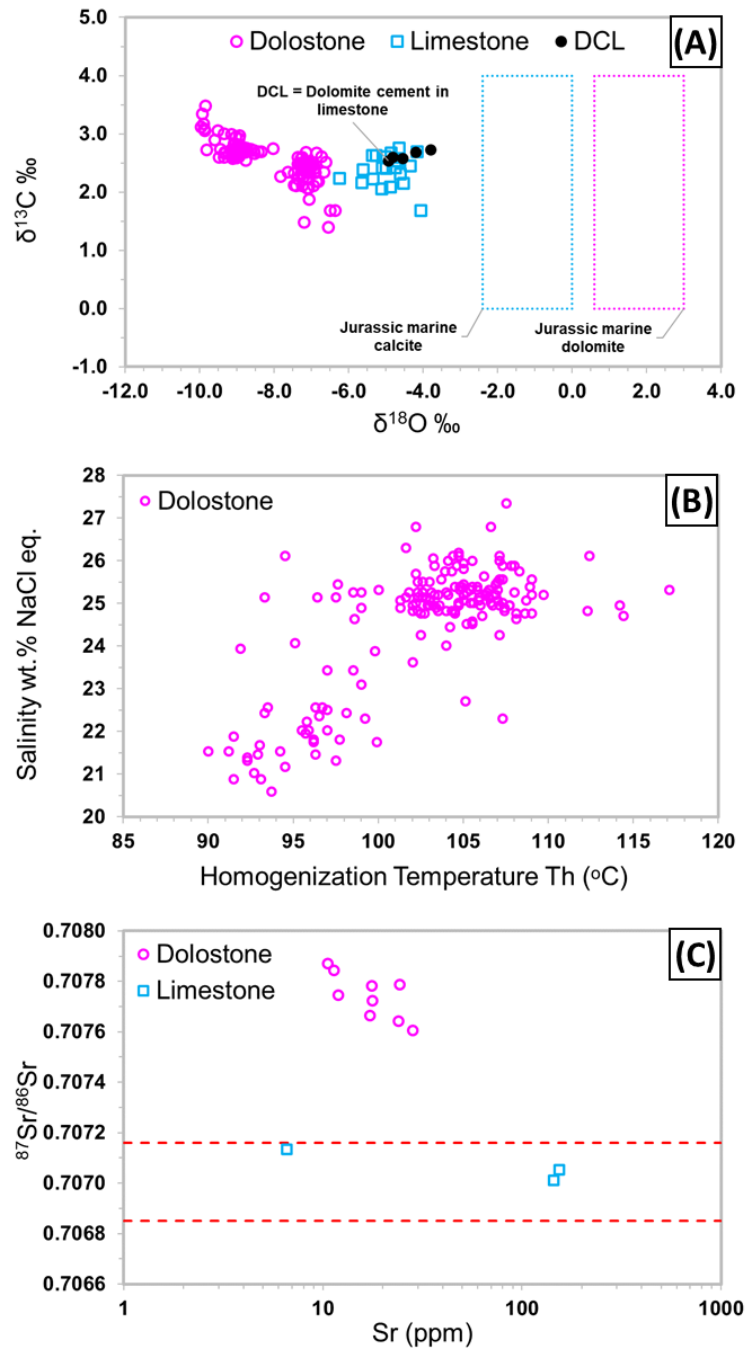 5.0
Dolostone Limestone DCL (A)
4.0
DCL = Dolomite cement in
limestone
3.0
2.0
1.0
0.0
Jurassic marine
calcite
Jurassic marine
dolomite
-1.0
-12.0 -10.0 -8.0 -6.0 -4.0 -2.0 0.0 2.0 4.0
δ13C ‰
δ18O ‰
28
Dolostone (B)
27
26
25
24
23
22
21
20
85 90 95 100 105 110 115 120
Salinity wt.% NaCl eq.
Homogenization Temperature Th (oC)
0.7080
Dolostone (C)
Limestone
0.7078
0.7076
0.7074
0.7072
0.7070
0.7068
0.7066
1 10 100 1000
87Sr/86Sr
Sr (ppm)